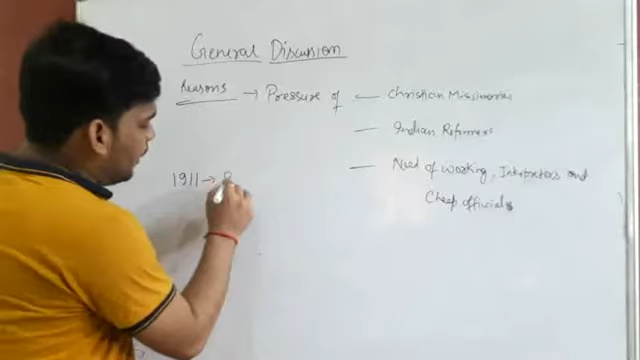 General Discussion
Reasons → Pressure of — Christian Missionaries
— Indian Reformers
— Need of working, Interpreters and
Cheap officials
1911 →